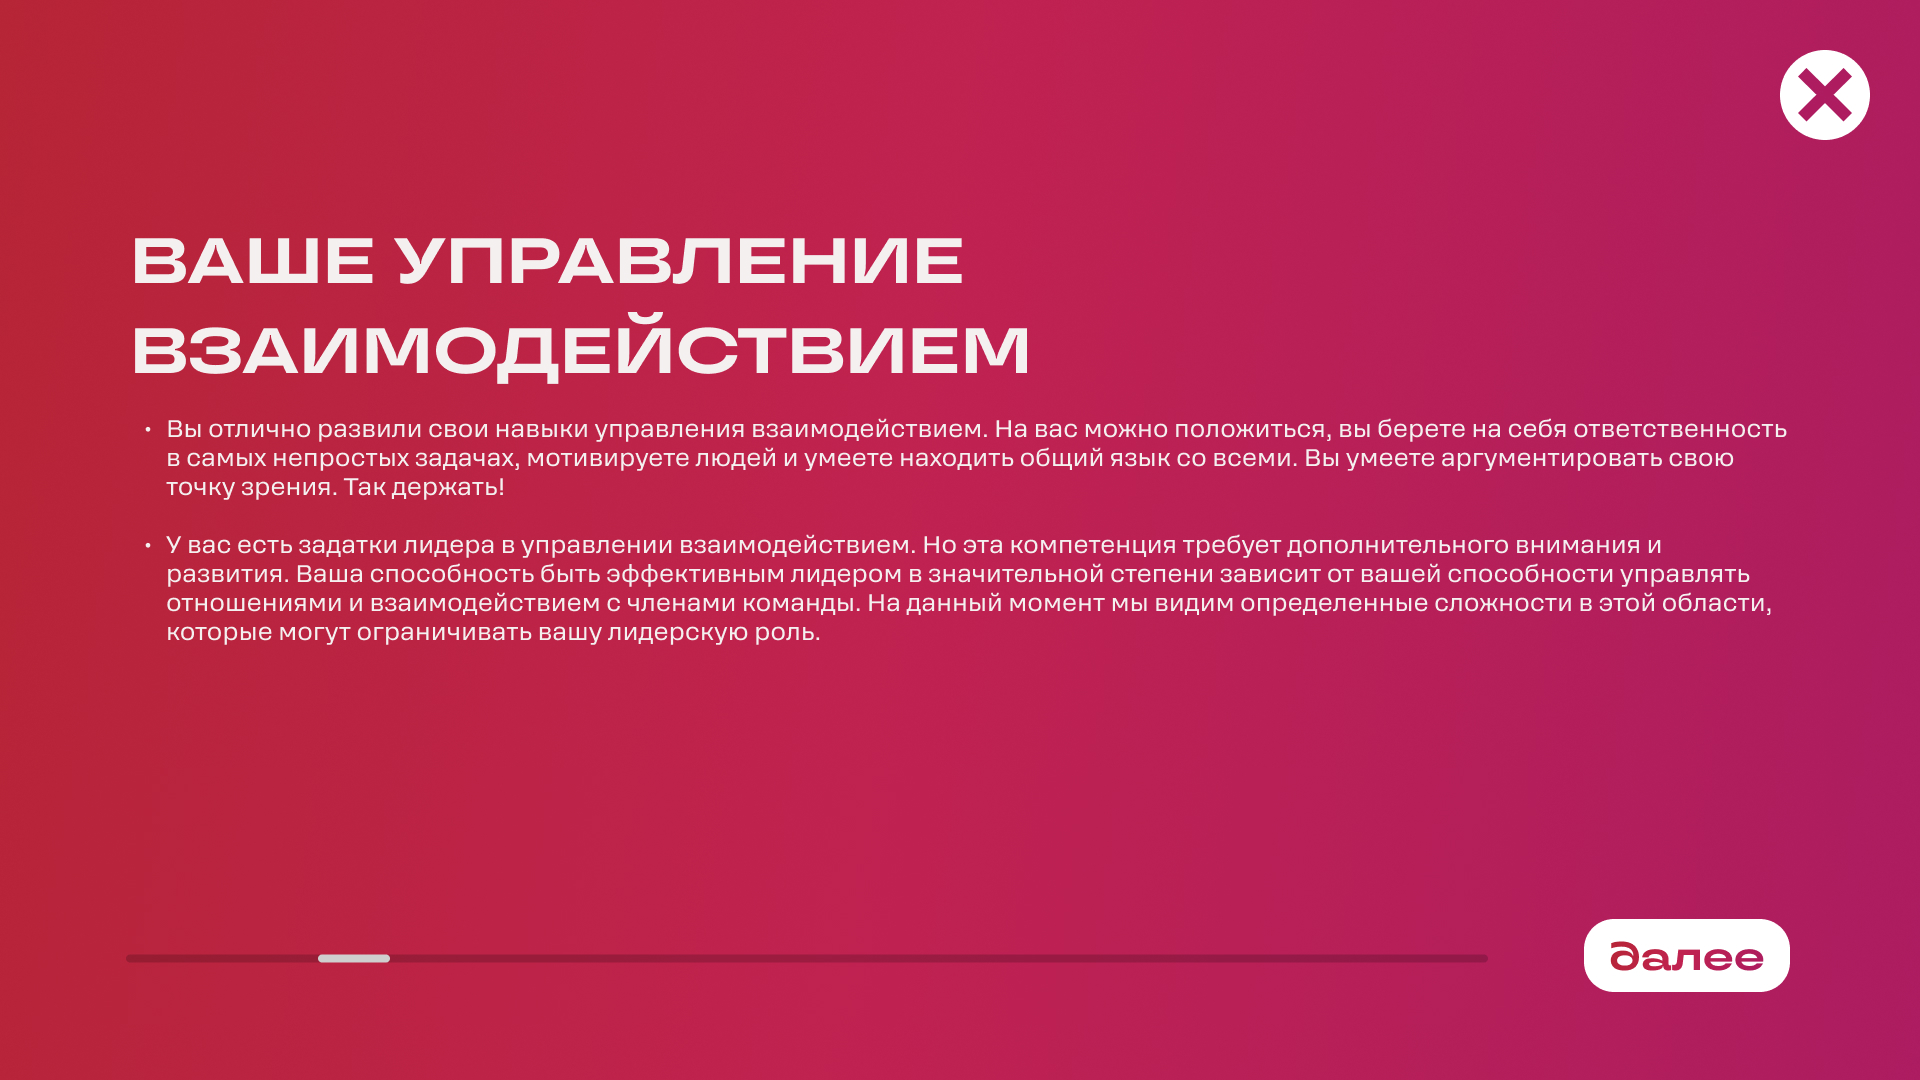 ВАШЕ УПРАВЛЕНИЕ
ВЗАИМОДЕЙСТВИЕМ
• Вы отлично развили свои навыки управления взаимодействием. На вас можно положиться, вы берете на себя ответственность
в самых непростых задачах, мотивируете людей и умеете находить общий язык со всеми. Вы умеете аргументировать свою
точку зрения. Так держать!
• У вас есть задатки лидера в управлении взаимодействием. Но эта компетенция требует дополнительного внимания и
развития. Ваша способность быть эффективным лидером в значительной степени зависит от вашей способности управлять
отношениями и взаимодействием с членами команды. На данный момент мы видим определенные сложности в этой области,
которые могут ограничивать вашу лидерскую роль.
далее